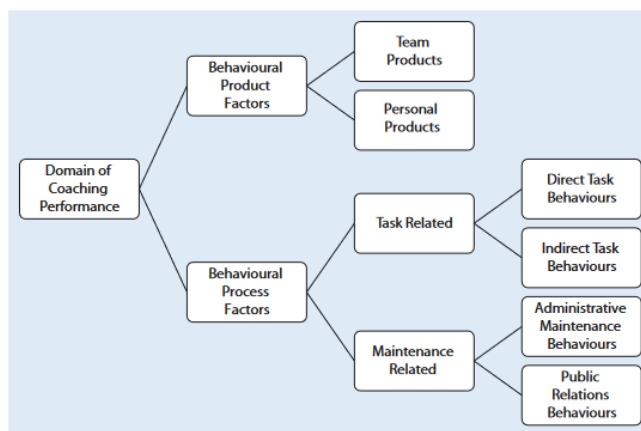 Team
Products
Behavioural
Product
Factors
Personal
Products
Domain of
Coaching
Performance
Direct Task
Behaviours
Task Related
Indirect Task
Behaviours
Behavioural
Process
Factors
Administrative
Maintenance
Behaviours
Maintenance
Related
Public
Relations
Behaviours